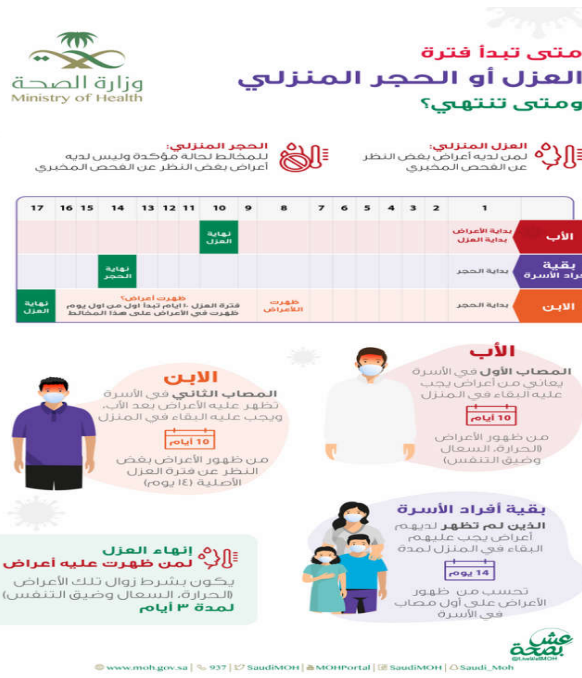 متى تبدأ فترة
العزل أو الحجر المنزلي
ومتى تنتهي؟
وزارة الصحة
Ministry of Health
العزل المنزلي:
لمن لديه أعراض بغض النظر
عن الفحص المخبري
الحجر المنزلي:
للمخالط لحالة مؤكدة وليس لديه
أعراض بغض النظر عن الفحص المخبري
1 2 3 4 5 6 7 8 9 10 11 12 13 14 15 16 17
الأب
بداية الأعراض
بداية العزل
نهاية
العزل
بقية
فراد الأسرة
بداية الحجر
نهاية
الحجر
الابن
بداية الحجر
ظهرت
الأعراض
ظهرت أعراض؟
فترة العزل ١٠ أيام تبدأ أول من أول يوم
ظهرت في الأعراض على هذا المخالط
نهاية
العزل
الأب
المصاب الأول في الأسرة
يعاني من أعراض يجب
عليه البقاء في المنزل
10 أيام
من ظهور الأعراض
(الحرارة، السعال
وضيق التنفس)
الابن
المصاب الثاني في الأسرة
تظهر عليه الأعراض بعد الأب،
ويجب عليه البقاء في المنزل
10 أيام
من ظهور الأعراض بغض
النظر عن فترة العزل
الأصلية (١٤ يوم)
بقية أفراد الأسرة
الذين لم تظهر لديهم
أعراض يجب عليهم
البقاء في المنزل لمدة
14 يوم
تحسب من ظهور
الأعراض على أول مصاب
في الأسرة
إنهاء العزل
لمن ظهرت عليه أعراض
يكون بشرط زوال تلك الأعراض
(الحرارة، السعال وضيق التنفس)
لمدة ٣ أيام
عش بصحة
@LiveWellMOH
www.moh.gov.sa | 937 | SaudiMOH | MOHPortal | SaudiMOH | Saudi_Moh